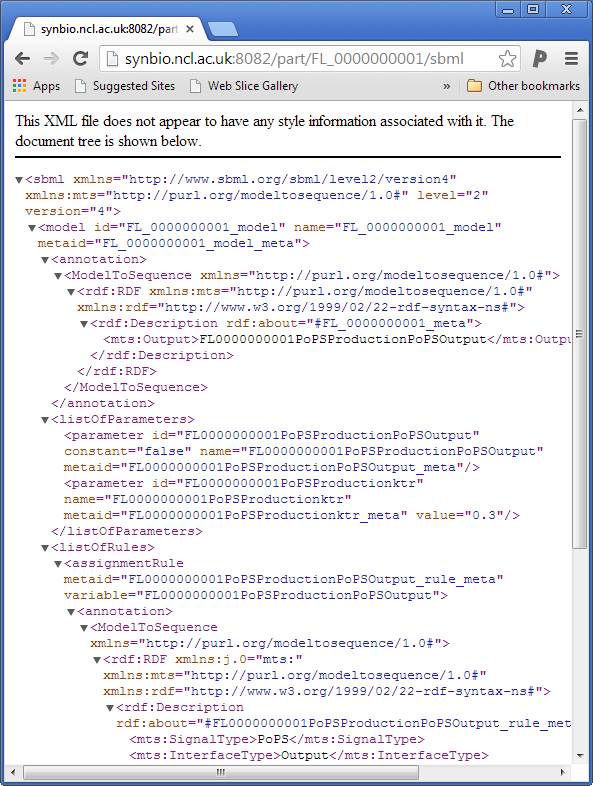 synbio.ncl.ac.uk:8082/part
synbio.ncl.ac.uk:8082/part/FL_0000000001/sbml
Apps Suggested Sites Web Slice Gallery » Other bookmarks
This XML file does not appear to have any style information associated with it. The
document tree is shown below.
<sbml xmlns="http://www.sbml.org/sbml/level2/version4"
xmlns:mts="http://purl.org/modeltosequence/1.0#" level="2"
version="4">
<model id="FL_0000000001_model" name="FL_0000000001_model"
metaid="FL_0000000001_model_meta">
<annotation>
<ModelToSequence xmlns="http://purl.org/modeltosequence/1.0#">
<rdf:RDF xmlns:mts="http://purl.org/modeltosequence/1.0#"
xmlns:rdf="http://www.w3.org/1999/02/22-rdf-syntax-ns#">
<rdf:Description rdf:about="#FL_0000000001_meta">
<mts:Output>FL0000000001PoPSProductionPoPSOutput</mts:Outpu
</rdf:Description>
</rdf:RDF>
</ModelToSequence>
</annotation>
<listOfParameters>
<parameter id="FL0000000001PoPSProductionPoPSOutput"
constant="false" name="FL0000000001PoPSProductionPoPSOutput"
metaid="FL0000000001PoPSProductionPoPSOutput_meta"/>
<parameter id="FL0000000001PoPSProductionktr"
name="FL0000000001PoPSProductionktr"
metaid="FL0000000001PoPSProductionktr_meta" value="0.3"/>
</listOfParameters>
<listOfRules>
<assignmentRule
metaid="FL0000000001PoPSProductionPoPSOutput_rule_meta"
variable="FL0000000001PoPSProductionPoPSOutput">
<annotation>
<ModelToSequence
xmlns="http://purl.org/modeltosequence/1.0#">
<rdf:RDF xmlns:j.0="mts:"
xmlns:mts="http://purl.org/modeltosequence/1.0#"
xmlns:rdf="http://www.w3.org/1999/02/22-rdf-syntax-ns#">
<rdf:Description
rdf:about="#FL0000000001PoPSProductionPoPSOutput_rule_met
<mts:SignalType>PoPS</mts:SignalType>
<mts:InterfaceType>Output</mts:InterfaceType>